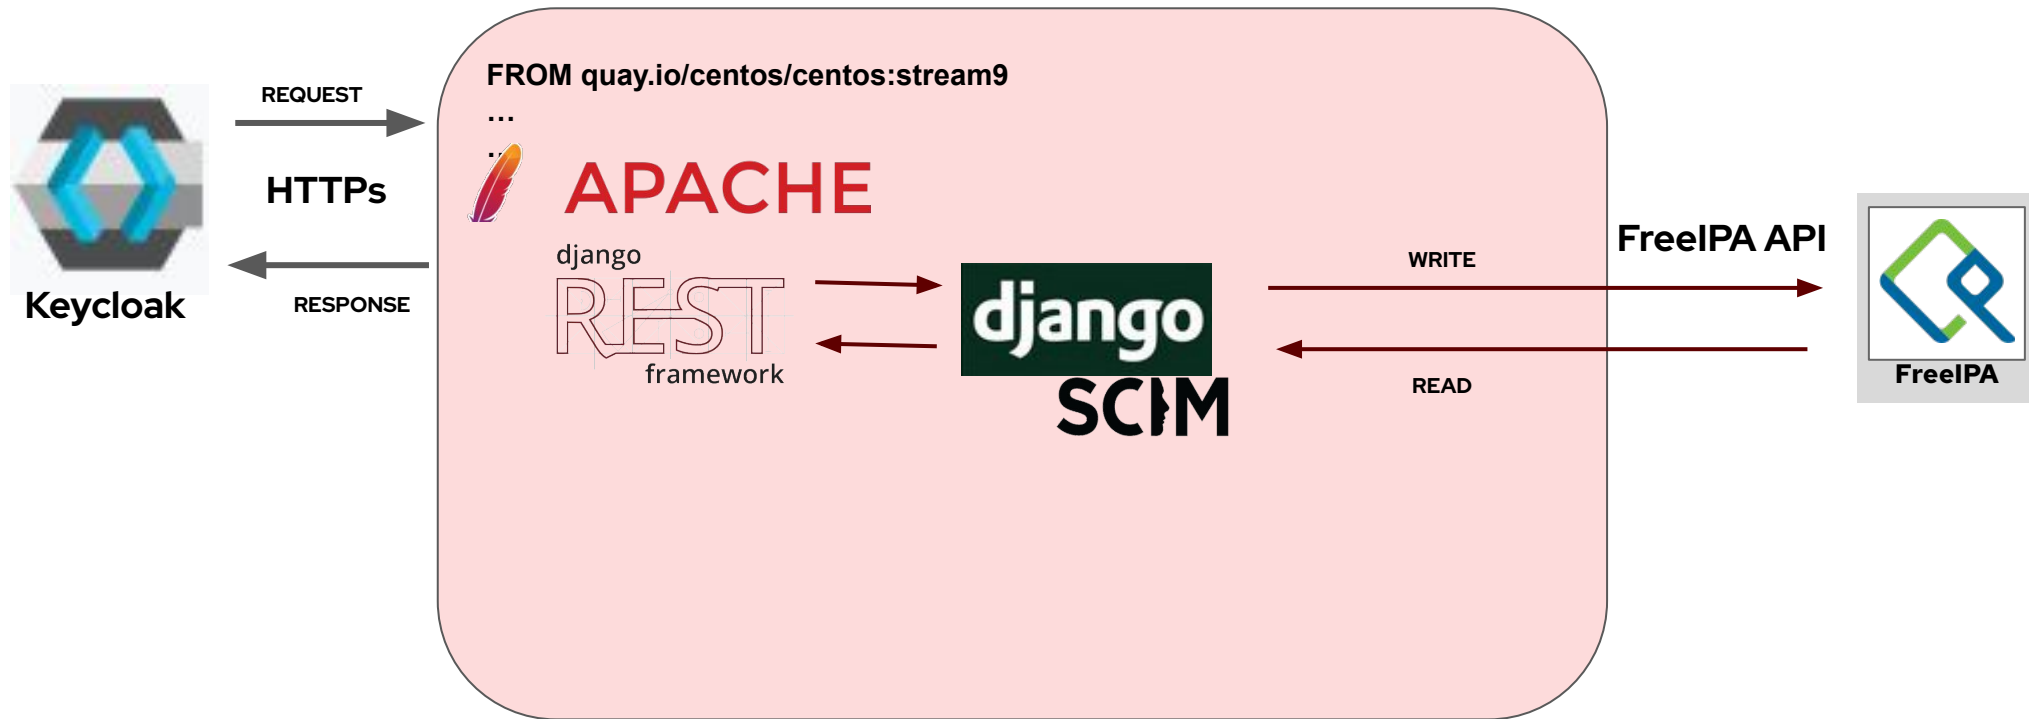 FROM quay.io/centos/centos:stream9
...
..
REQUEST
HTTPs
RESPONSE
Keycloak
APACHE
django
REST
framework
django
SCIM
WRITE
READ
FreeIPA API
FreeIPA